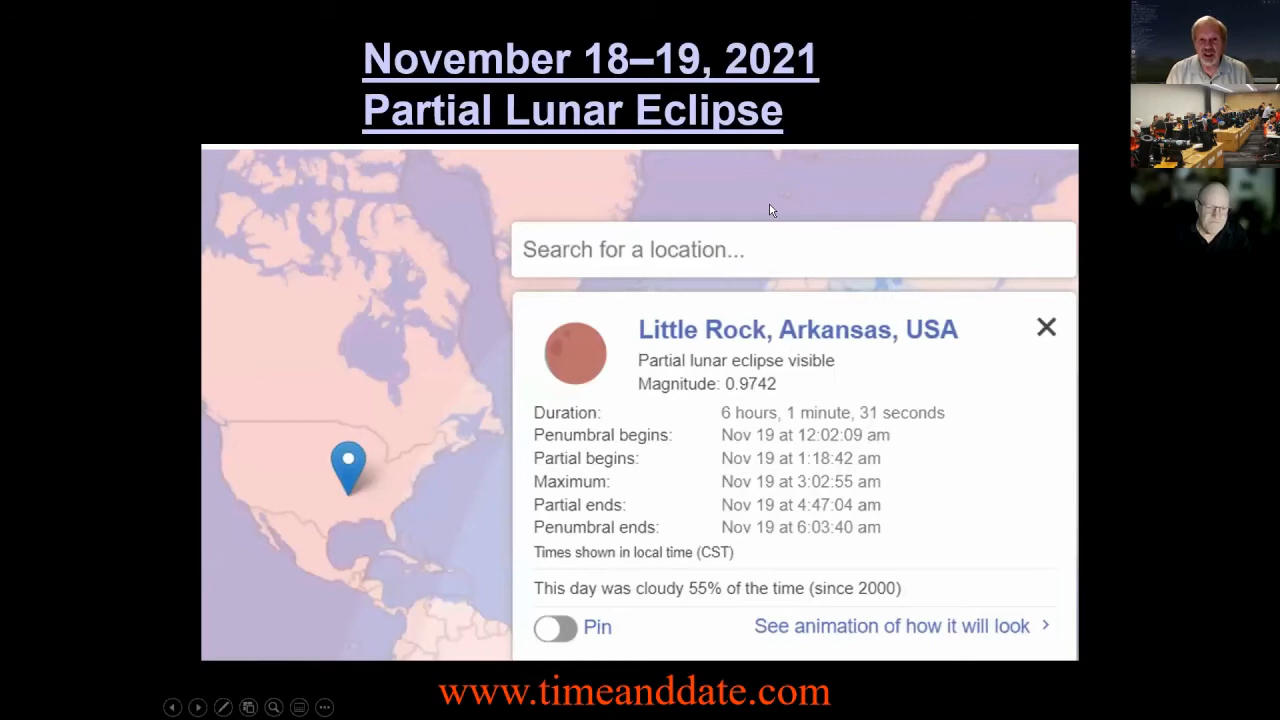 November 18–19, 2021
Partial Lunar Eclipse
Search for a location...
Little Rock, Arkansas, USA
Partial lunar eclipse visible
Magnitude: 0.9742
Duration: 6 hours, 1 minute, 31 seconds
Penumbral begins: Nov 19 at 12:02:09 am
Partial begins: Nov 19 at 1:18:42 am
Maximum: Nov 19 at 3:02:55 am
Partial ends: Nov 19 at 4:47:04 am
Penumbral ends: Nov 19 at 6:03:40 am
Times shown in local time (CST)
This day was cloudy 55% of the time (since 2000)
Pin See animation of how it will look
www.timeanddate.com